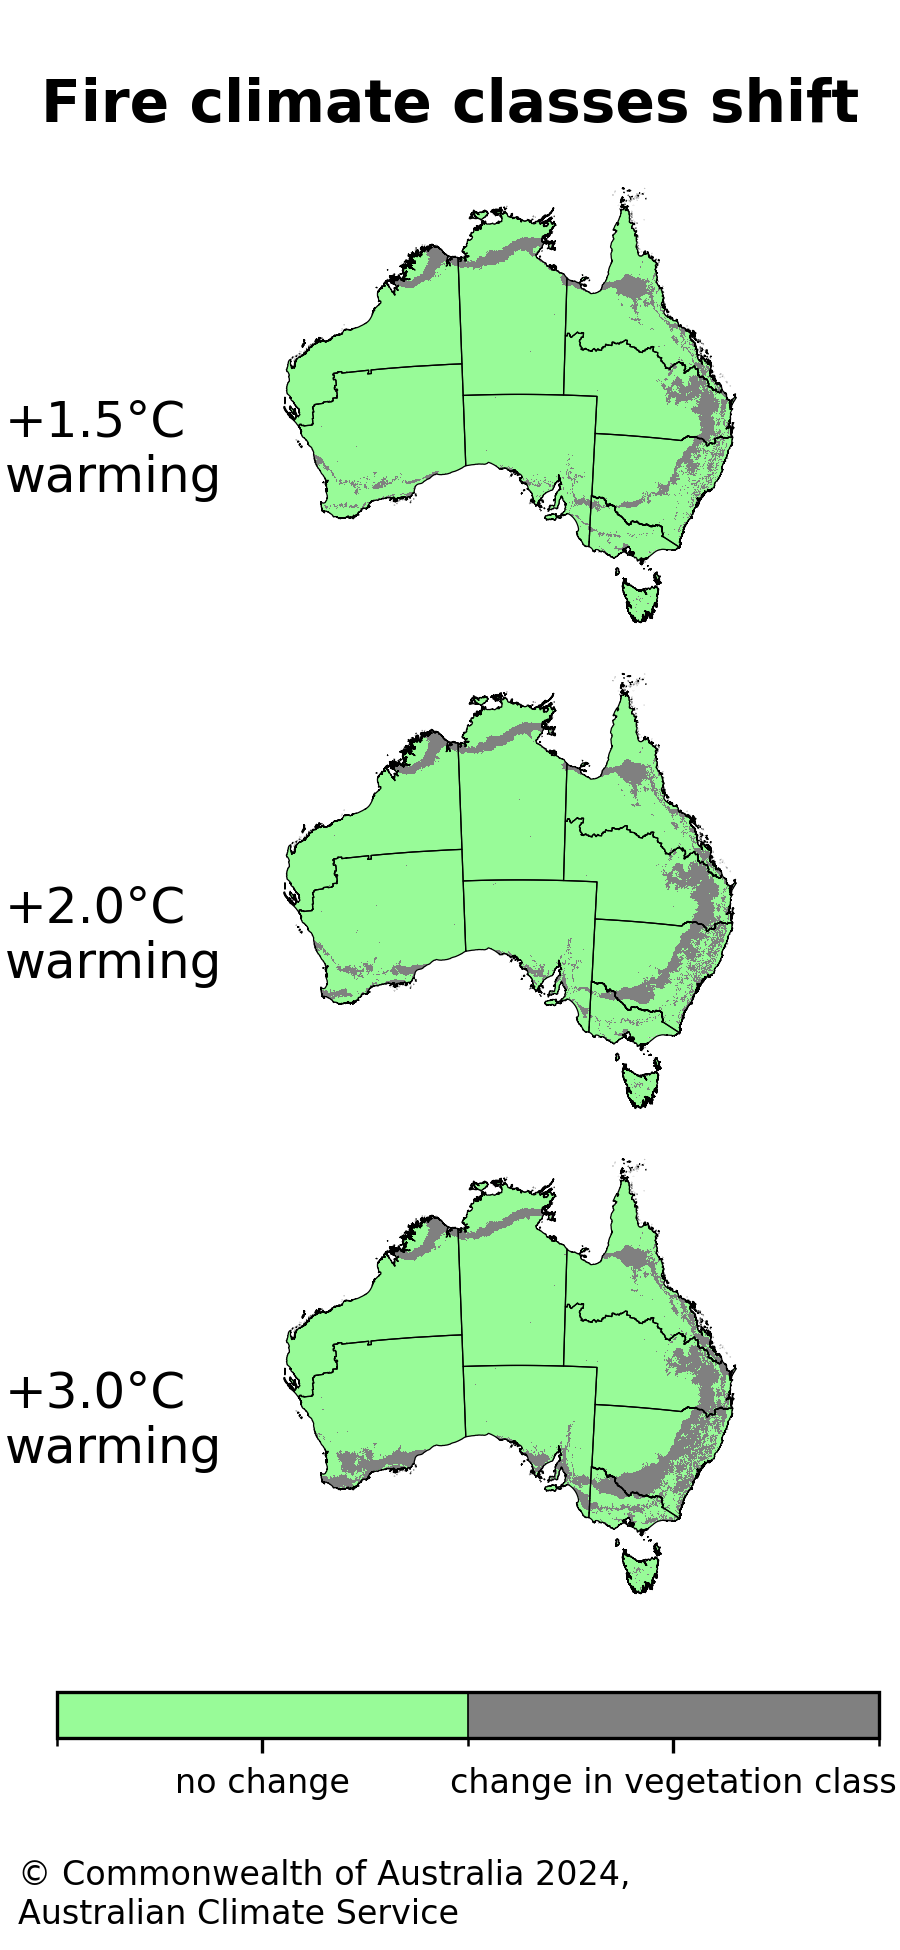 Fire climate classes shift
+1.5°C
warming
+2.0°C
warming
+3.0°C
warming
no change
change in vegetation class
© Commonwealth of Australia 2024,
Australian Climate Service